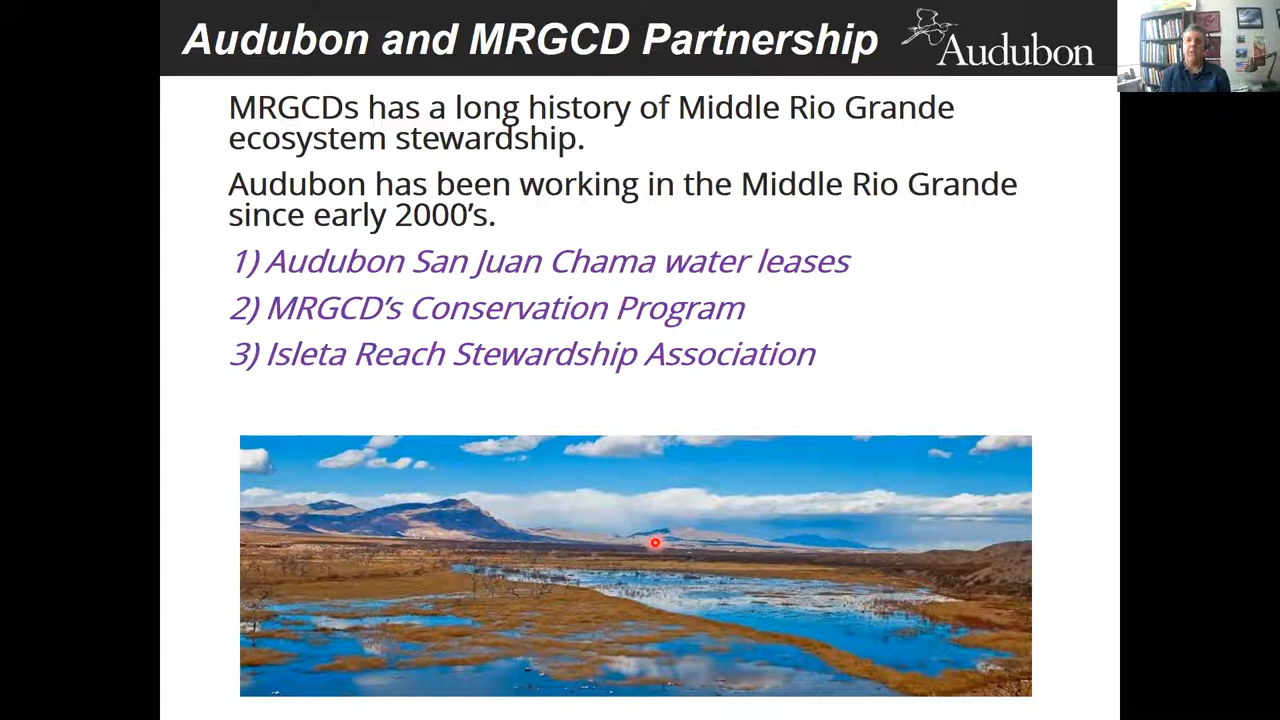 Audubon and MRGCD Partnership
Audubon
MRGCDs has a long history of Middle Rio Grande
ecosystem stewardship.
Audubon has been working in the Middle Rio Grande
since early 2000’s.
1) Audubon San Juan Chama water leases
2) MRGCD’s Conservation Program
3) Isleta Reach Stewardship Association